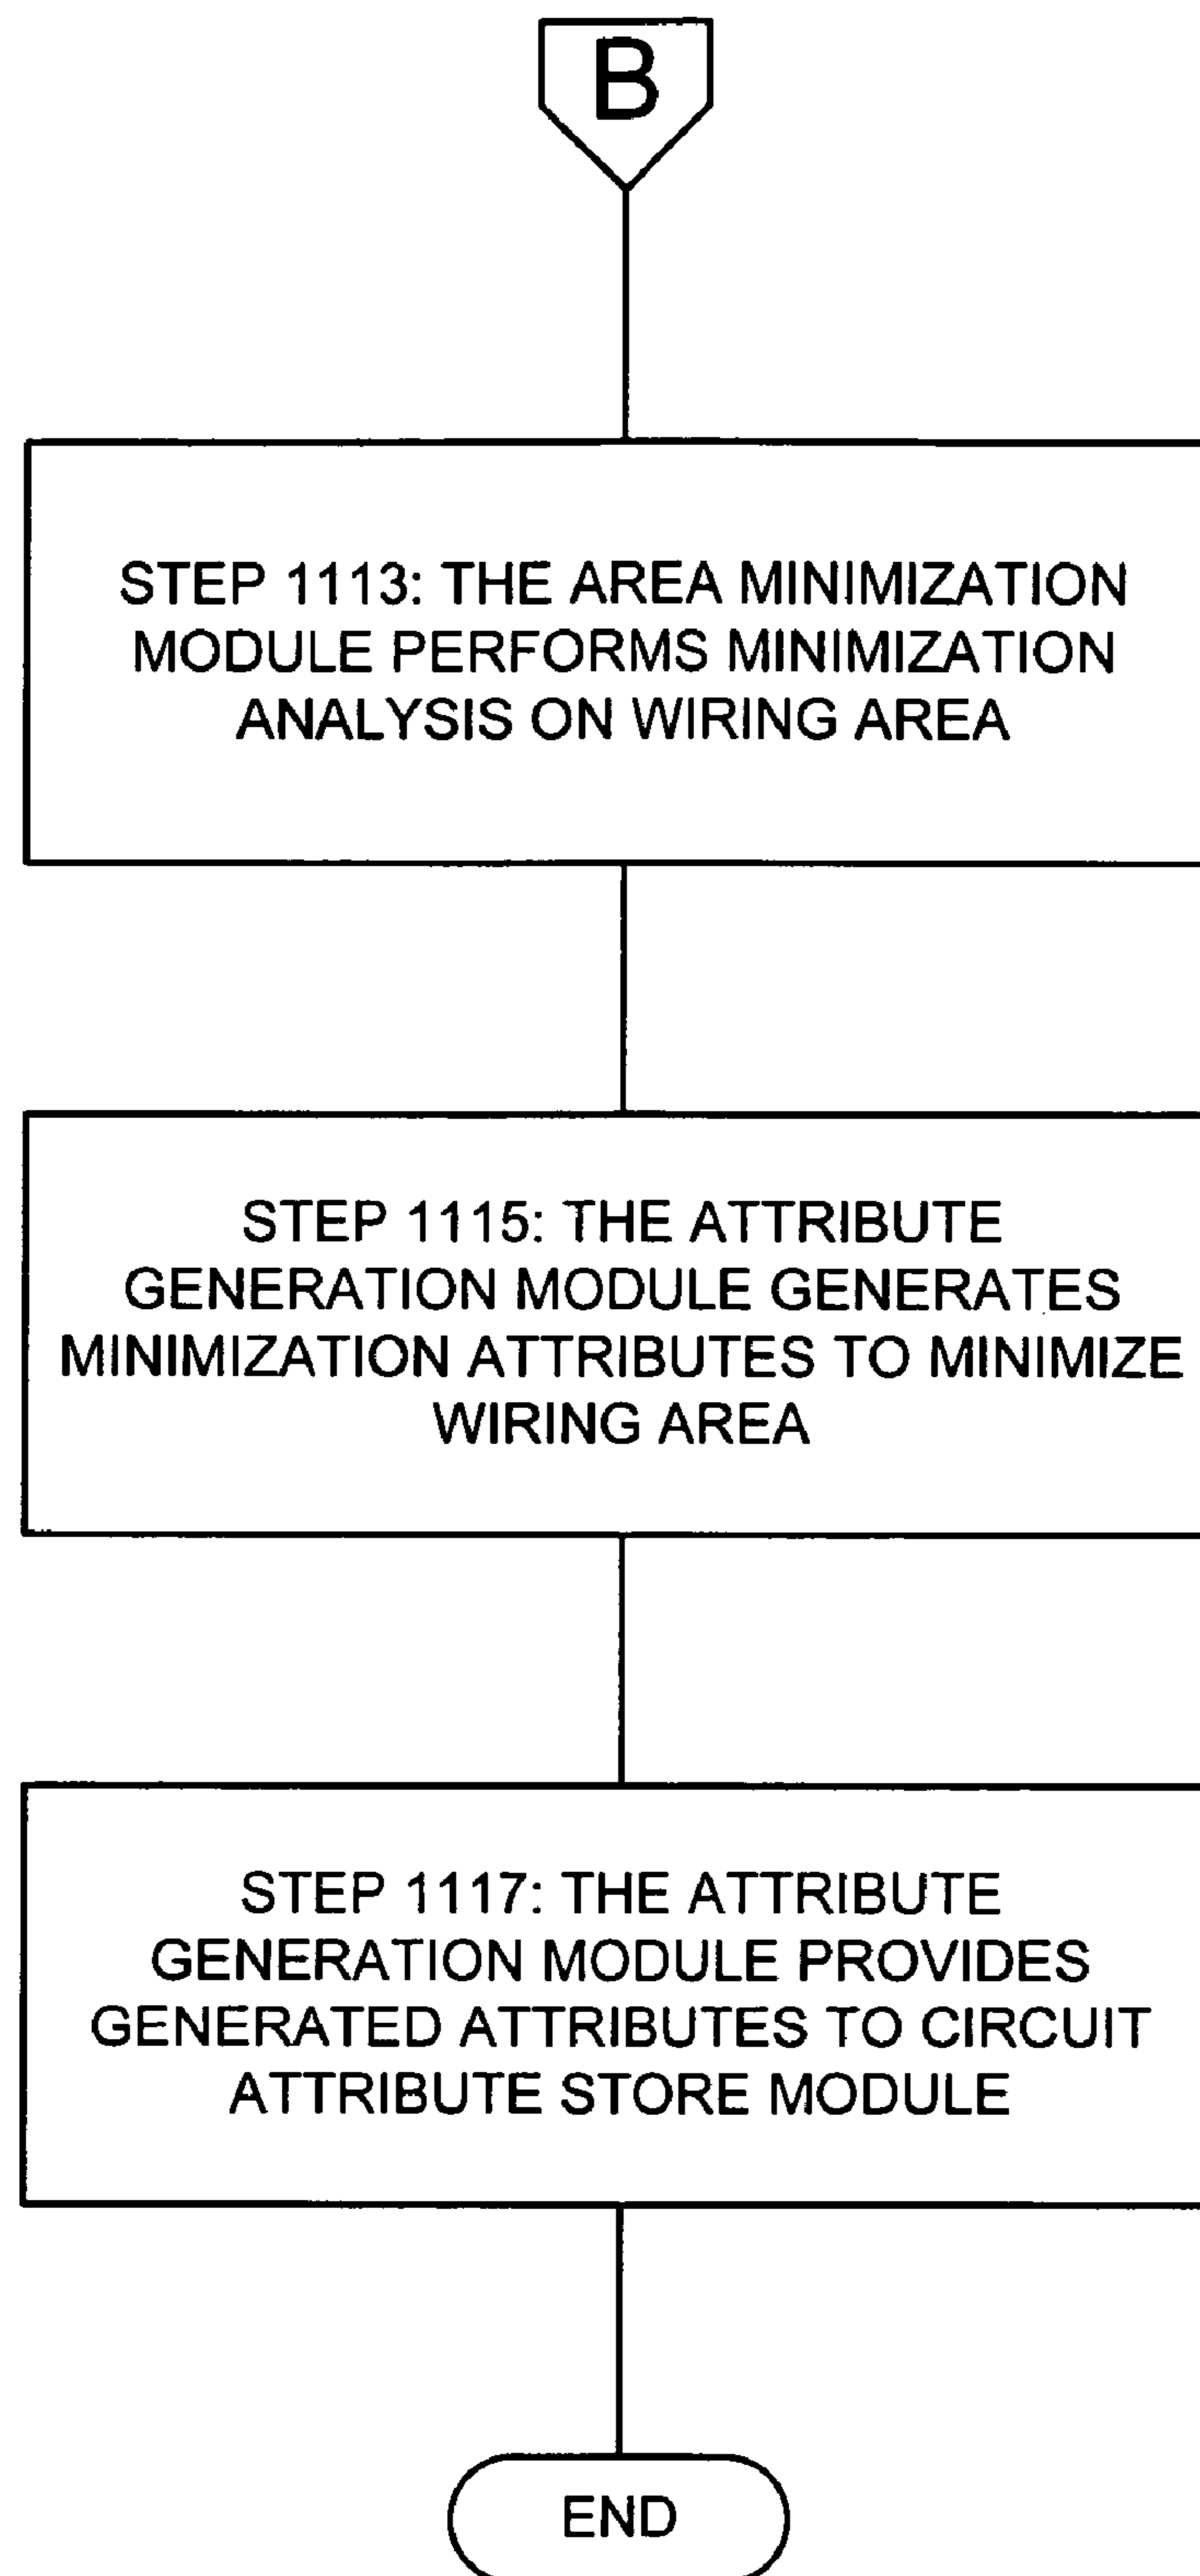 B
STEP 1113: THE AREA MINIMIZATION
MODULE PERFORMS MINIMIZATION
ANALYSIS ON WIRING AREA
STEP 1115: THE ATTRIBUTE
GENERATION MODULE GENERATES
MINIMIZATION ATTRIBUTES TO MINIMIZE
WIRING AREA
STEP 1117: THE ATTRIBUTE
GENERATION MODULE PROVIDES
GENERATED ATTRIBUTES TO CIRCUIT
ATTRIBUTE STORE MODULE
END